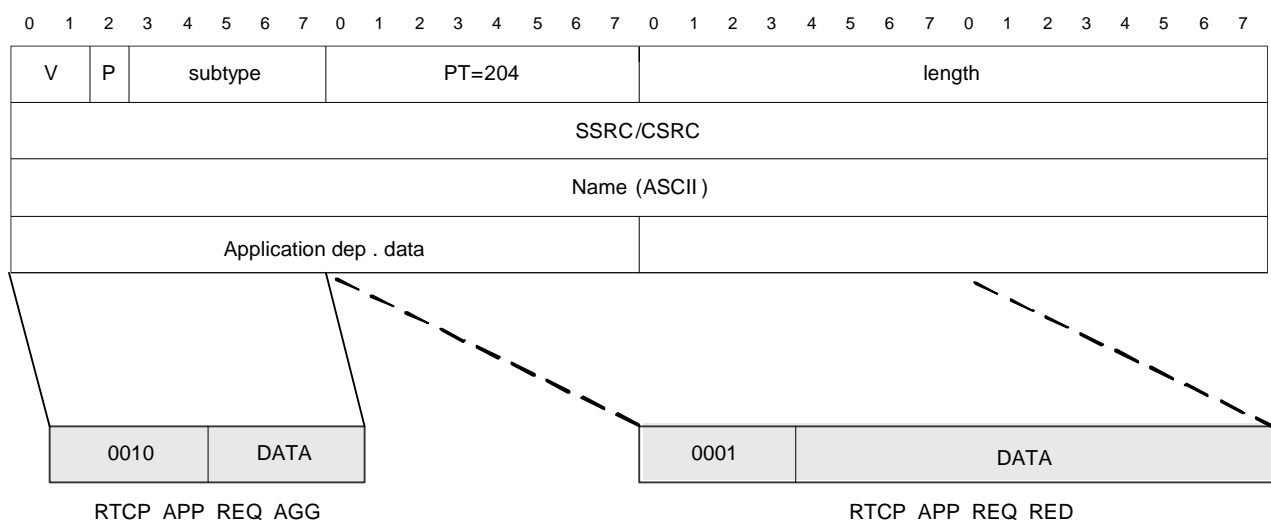 0 1 2 3 4 5 6 7 0 1 2 3 4 5 6 7 0 1 2 3 4 5 6 7 0 1 2 3 4 5 6 7
V P subtype PT=204 length
SSRC/CSRC
Name (ASCII)
Application dep . data
0010 DATA 0001 DATA
RTCP APP REQ AGG RTCP APP REQ RED